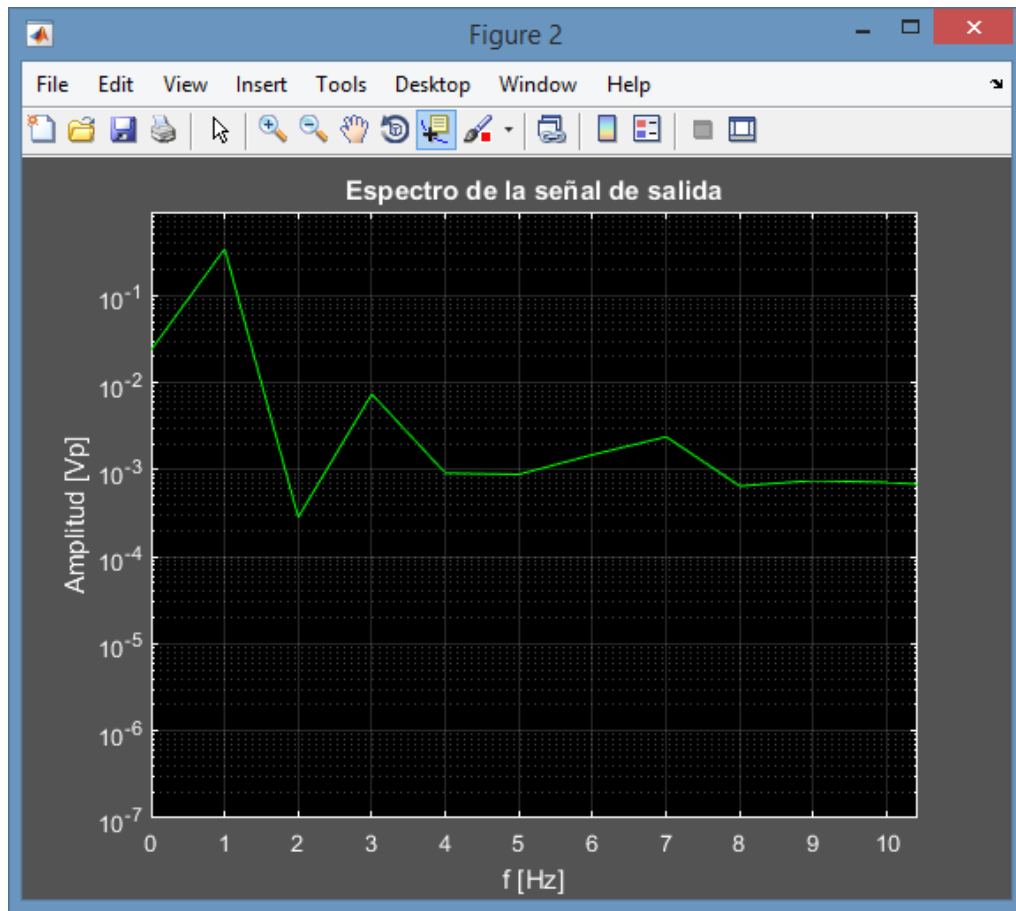 Figure 2
File Edit View Insert Tools Desktop Window Help
Espectro de la señal de salida
10^-1
10^-2
10^-3
10^-4
10^-5
10^-6
10^-7
Amplitud [Vp]
0 1 2 3 4 5 6 7 8 9 10
f [Hz]